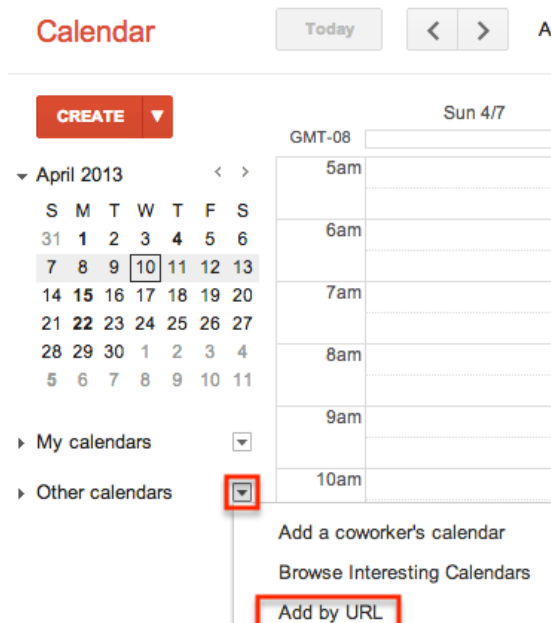 Calendar
Today
A
CREATE
Sun 4/7
GMT-08
April 2013
S M T W T F S
31 1 2 3 4 5 6
7 8 9 10 11 12 13
14 15 16 17 18 19 20
21 22 23 24 25 26 27
28 29 30 1 2 3 4
5 6 7 8 9 10 11
My calendars
Other calendars
5am
6am
7am
8am
9am
10am
Add a coworker's calendar
Browse Interesting Calendars
Add by URL